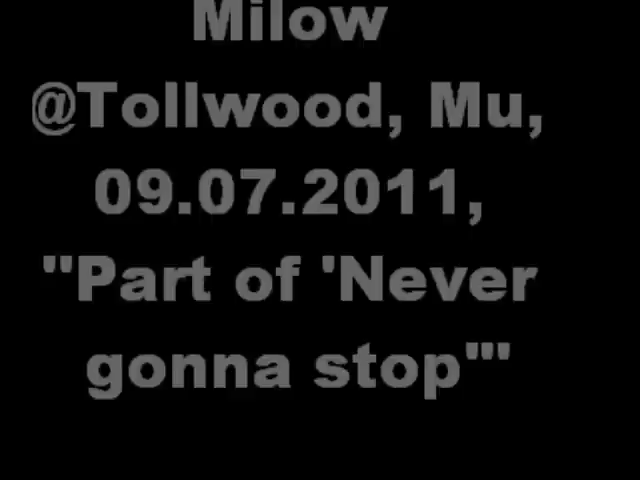 Milow
@Tollwood, Mu,
09.07.2011,
"Part of 'Never
gonna stop'"